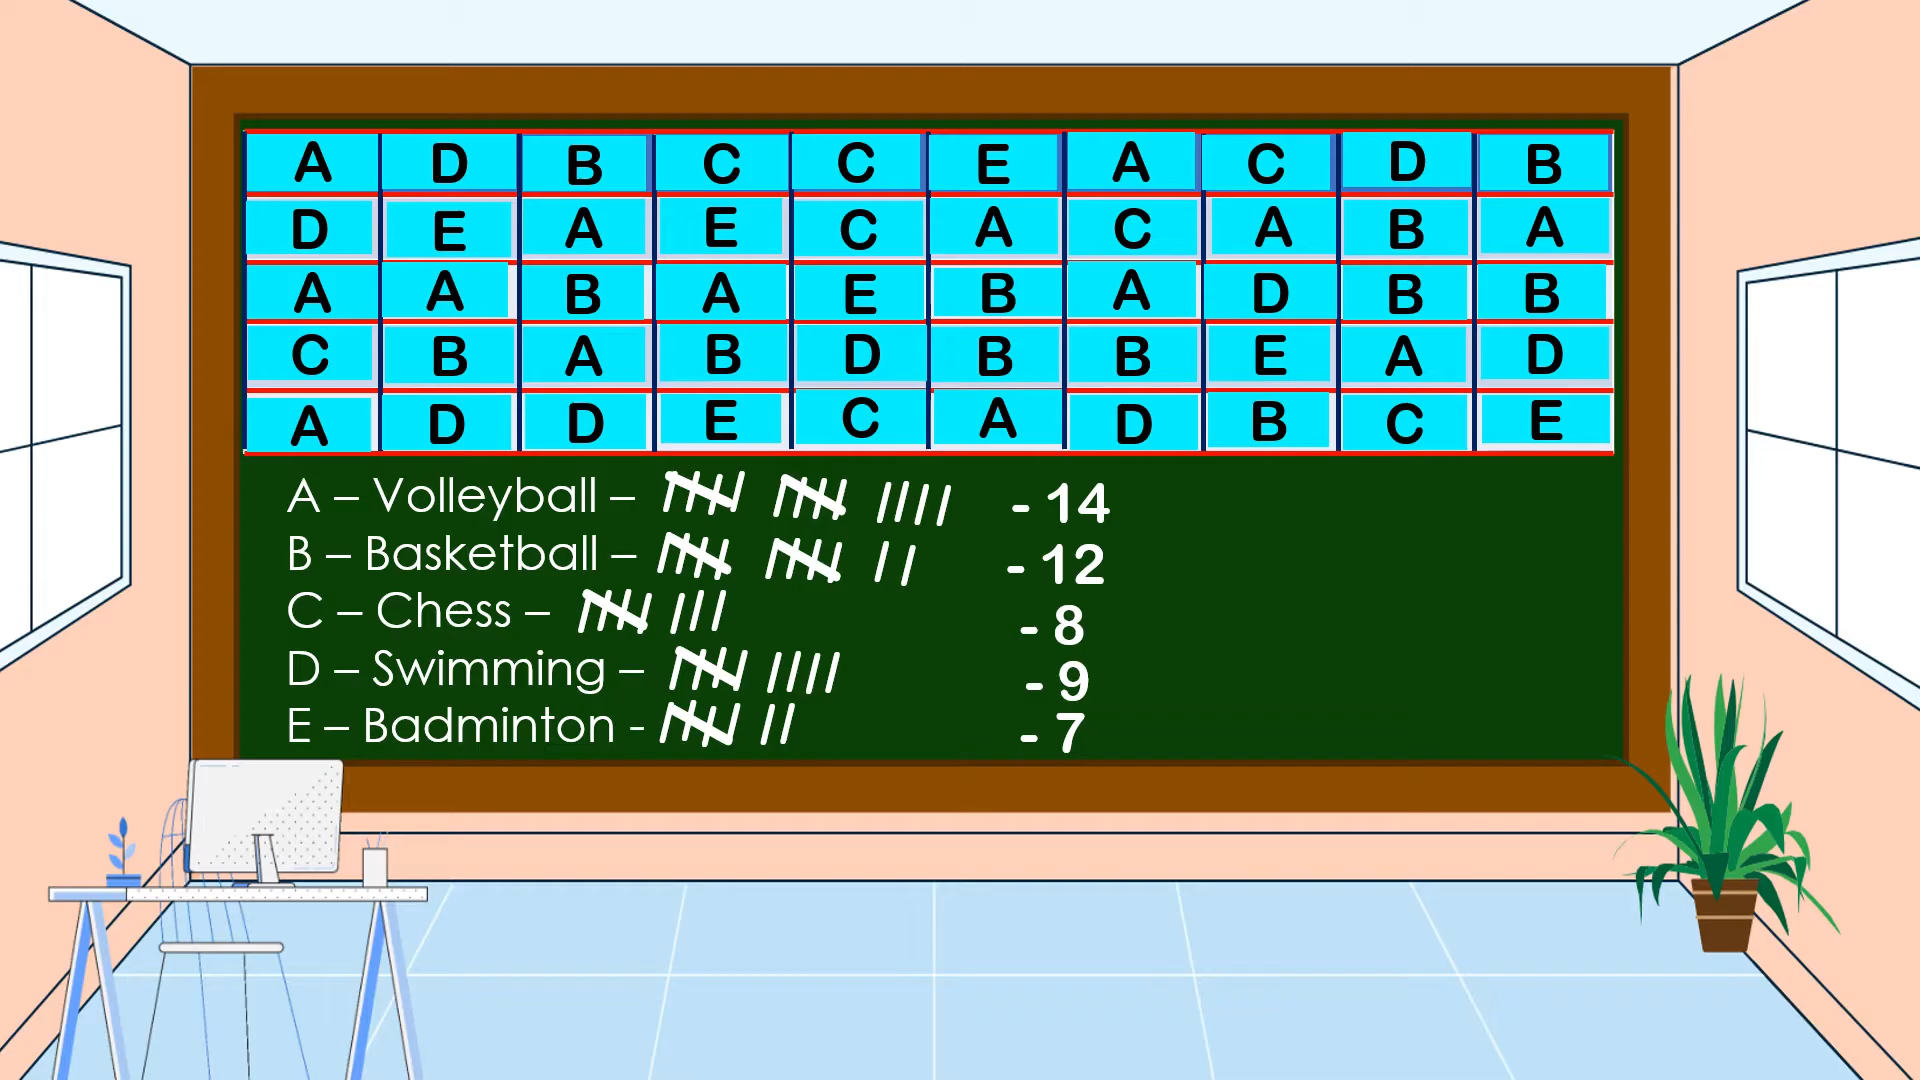 A D B C C E A C D B
D E A E C A C A B A
A A B A E B A D B B
C B A B D B B E A D
A D D E C A D B C E
A – Volleyball – - 14
B – Basketball – - 12
C – Chess – - 8
D – Swimming – - 9
E – Badminton - - 7